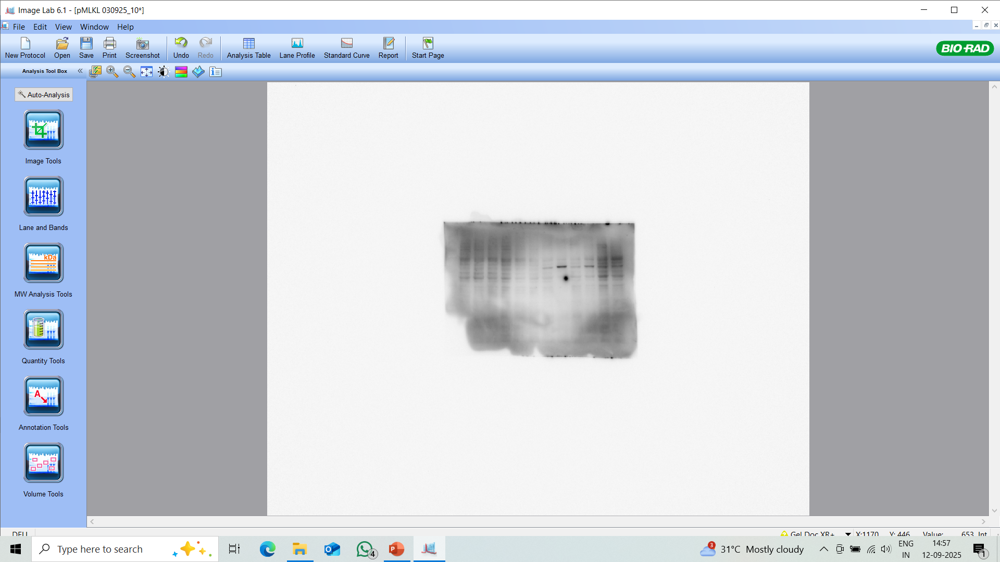 Image Lab 6.1 - [pMLKL 030925_10*]
File Edit View Window Help
New Protocol Open Save Print Screenshot Undo Redo Analysis Table Lane Profile Standard Curve Report Start Page
BIO-RAD
Analysis Tool Box «
Auto-Analysis
Image Tools
Lane and Bands
kDa
MW Analysis Tools
Quantity Tools
A
Annotation Tools
Volume Tools
Gel Doc XR+ X:1170 Y: 446 Value: 653 Int
Type here to search
4
3
31°C Mostly cloudy
ENG
IN
14:57
12-09-2025
1